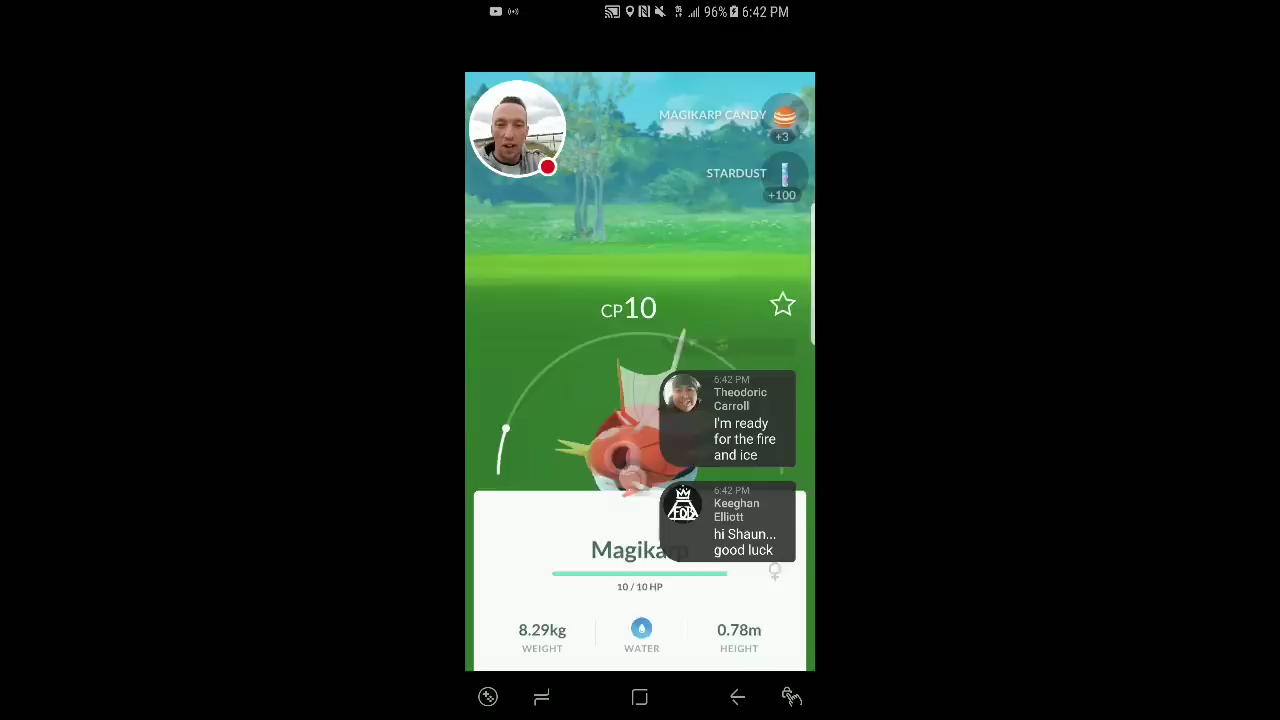 96% 6:42 PM
MAGIKARP CANDY
+3
STARDUST
+100
CP10
6:42 PM
Theodoric
Carroll
I'm ready
for the fire
and ice
6:42 PM
Keeghan
Elliott
FOB
hi Shaun...
good luck
Magikarp
10 / 10 HP
8.29kg
WEIGHT
WATER
0.78m
HEIGHT